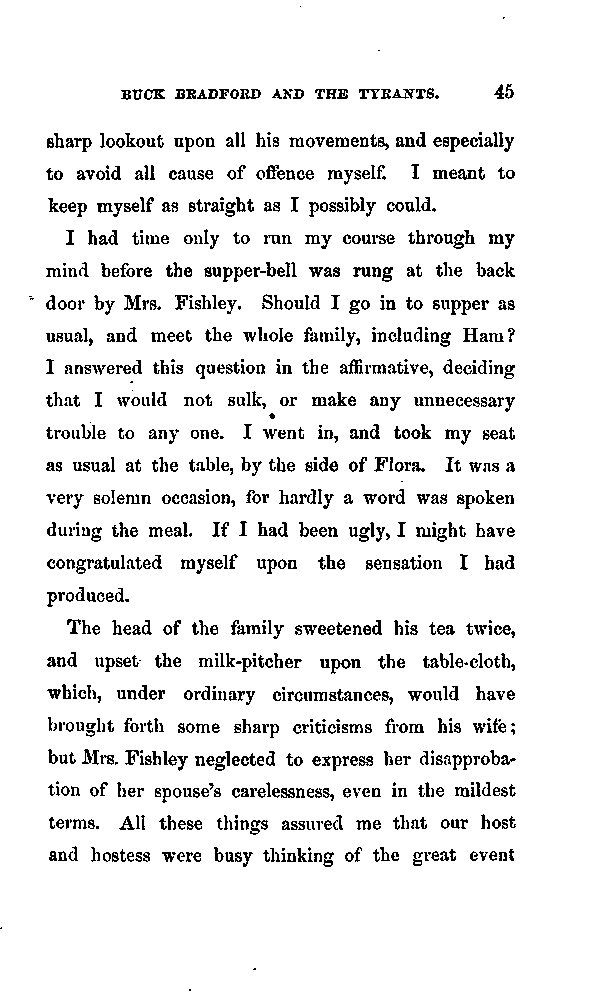 BUCK BRADFORD AND THE TYRANTS. 45
sharp lookout upon all his movements, and especially
to avoid all cause of offence myself. I meant to
keep myself as straight as I possibly could.
I had time only to run my course through my
mind before the supper-bell was rung at the back
door by Mrs. Fishley. Should I go in to supper as
usual, and meet the whole family, including Ham?
I answered this question in the affirmative, deciding
that I would not sulk, or make any unnecessary
trouble to any one. I went in, and took my seat
as usual at the table, by the side of Flora. It was a
very solemn occasion, for hardly a word was spoken
during the meal. If I had been ugly, I might have
congratulated myself upon the sensation I had
produced.
The head of the family sweetened his tea twice,
and upset the milk-pitcher upon the table-cloth,
which, under ordinary circumstances, would have
brought forth some sharp criticisms from his wife;
but Mrs. Fishley neglected to express her disapproba-
tion of her spouse's carelessness, even in the mildest
terms. All these things assured me that our host
and hostess were busy thinking of the great event